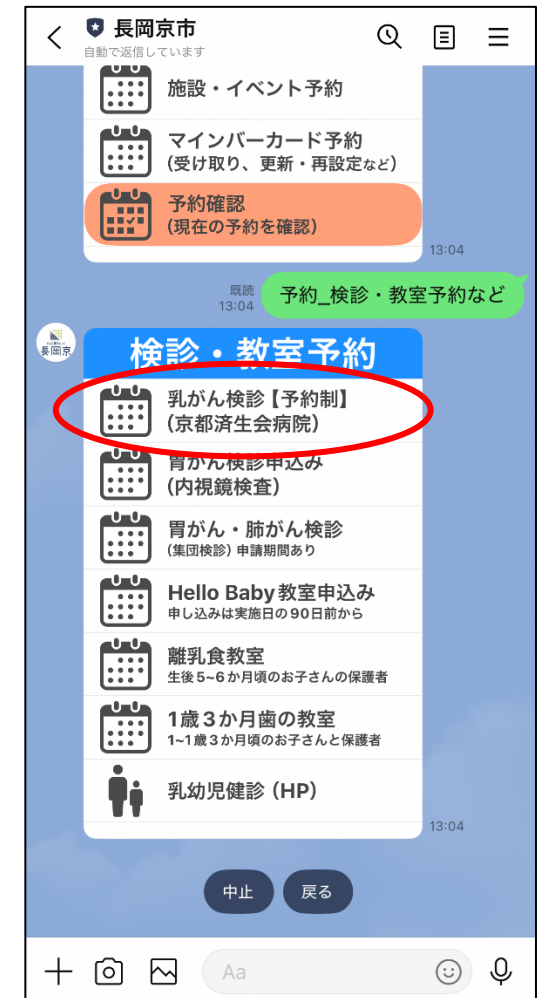 長岡京市
自動で返信しています
施設・イベント予約
マインバーカード予約
(受け取り、更新・再設定など)
予約確認
(現在の予約を確認)
13:04
既読
13:04
予約_検診・教室予約など
長岡京
検診・教室予約
乳がん検診【予約制】
(京都済生会病院)
胃がん検診申込み
(内視鏡検査)
胃がん・肺がん検診
(集団検診) 申請期間あり
Hello Baby教室申込み
申し込みは実施日の90日前から
離乳食教室
生後5~6か月頃のお子さんの保護者
1歳3か月歯の教室
1~1歳3か月頃のお子さんと保護者
乳幼児健診 (HP)
13:04
中止
戻る
Aa